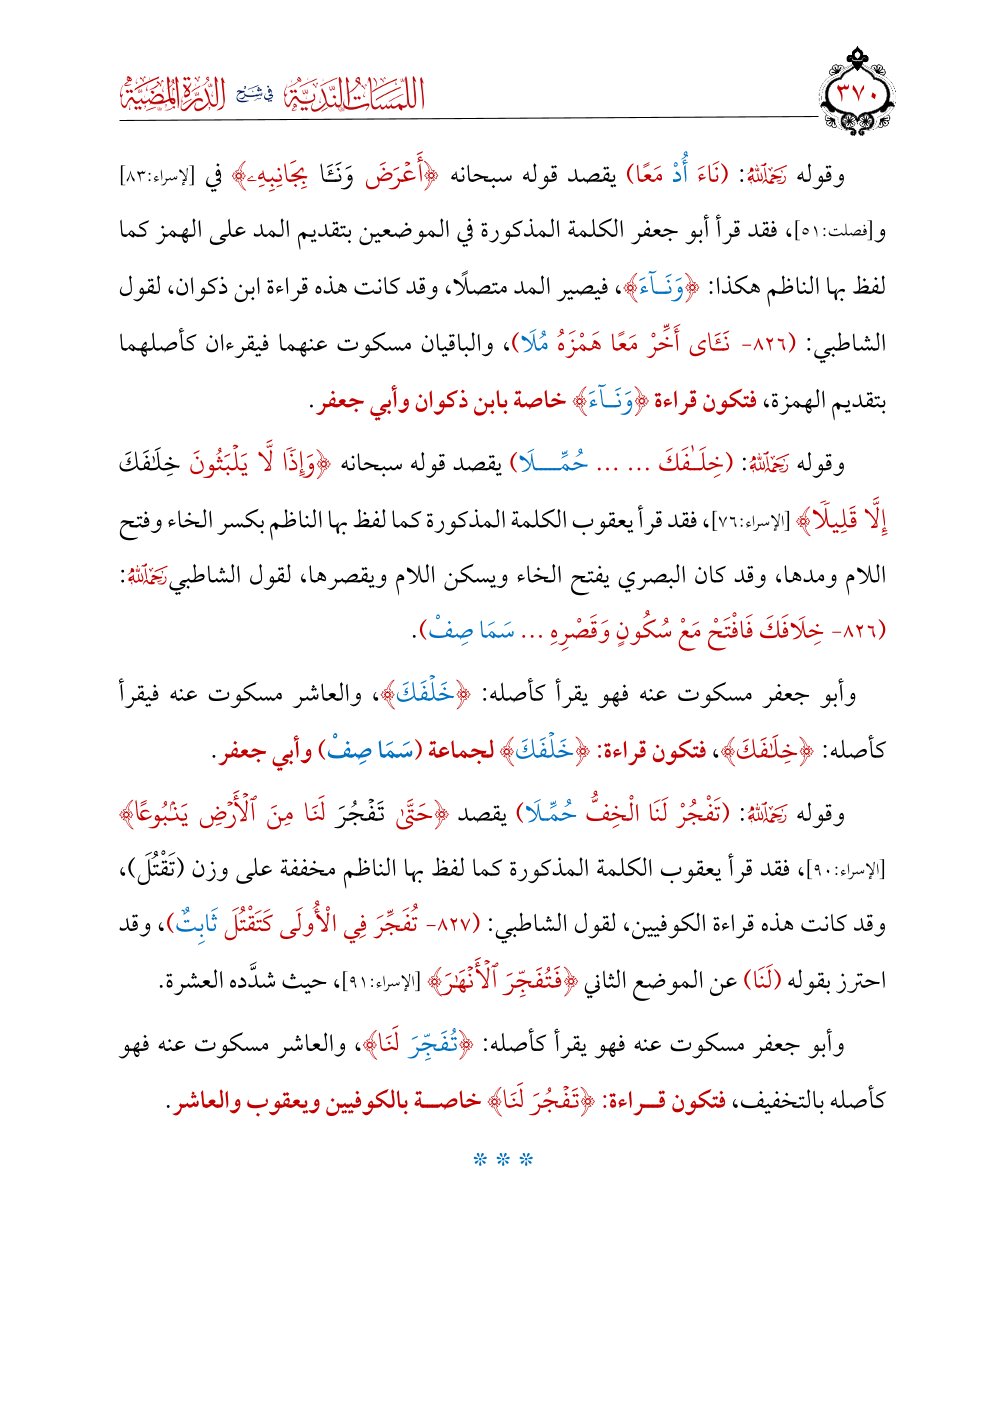 ٣٧٠
اللمسات الندية في شرح الدرة المضية
وقوله رَحِمَهُ ٱللَّهُ: (نَاءَ أُدْ مَعًا) يقصد قوله سبحانه ﴿أَعۡرَضَ وَنَـَٔا بِجَانِبِهِۦ﴾ في [لإسراء:٨٣]
و[فصلت:٥١]، فقد قرأ أبو جعفر الكلمة المذكورة في الموضعين بتقديم المد على الهمز كما
لفظ بها الناظم هكذا: ﴿وَنَـآءَ﴾، فيصير المد متصلًا، وقد كانت هذه قراءة ابن ذكوان، لقول
الشاطبي: (٨٢٦- نَـَٔاى أَخِّرْ مَعًا هَمْزَهُ مُلَا)، والباقيان مسكوت عنهما فيقرءان كأصلهما
بتقديم الهمزة، فتكون قراءة ﴿وَنَـآءَ﴾ خاصة بابن ذكوان وأبي جعفر.
وقوله رَحِمَهُ ٱللَّهُ: (خِلَـٰفَكَ ... ... حُمِّـــلَا) يقصد قوله سبحانه ﴿وَإِذٗا لَّا يَلۡبَثُونَ خِلَٰفَكَ
إِلَّا قَلِيلٗا﴾ [الإسراء:٧٦]، فقد قرأ يعقوب الكلمة المذكورة كما لفظ بها الناظم بكسر الخاء وفتح
اللام ومدها، وقد كان البصري يفتح الخاء ويسكن اللام ويقصرها، لقول الشاطبي رَحِمَهُ ٱللَّهُ:
(٨٢٦- خِلَافَكَ فَافْتَحْ مَعْ سُكُونٍ وَقَصْرِهِ ... سَمَا صِفْ).
وأبو جعفر مسكوت عنه فهو يقرأ كأصله: ﴿خَلۡفَكَ﴾، والعاشر مسكوت عنه فيقرأ
كأصله: ﴿خِلَٰفَكَ﴾، فتكون قراءة: ﴿خَلۡفَكَ﴾ لجماعة (سَمَا صِفْ) وأبي جعفر.
وقوله رَحِمَهُ ٱللَّهُ: (تَفْجُرْ لَنَا الْخِفُّ حُمِّـلَا) يقصد ﴿حَتَّىٰ تَفۡجُرَ لَنَا مِنَ ٱلۡأَرۡضِ يَنۢبُوعًا﴾
[الإسراء:٩٠]، فقد قرأ يعقوب الكلمة المذكورة كما لفظ بها الناظم مخففة على وزن (تَقْتُلَ)،
وقد كانت هذه قراءة الكوفيين، لقول الشاطبي: (٨٢٧- تُفَجِّرَ فِي الْأُولَى كَتَقْتُلَ ثَابِتٌ)، وقد
احترز بقوله (لَنَا) عن الموضع الثاني ﴿فَتُفَجِّرَ ٱلۡأَنۡهَٰرَ﴾ [الإسراء:٩١]، حيث شدَّده العشرة.
وأبو جعفر مسكوت عنه فهو يقرأ كأصله: ﴿تُفَجِّرَ لَنَا﴾، والعاشر مسكوت عنه فهو
كأصله بالتخفيف، فتكون قـــراءة: ﴿تَفۡجُرَ لَنَا﴾ خاصـــة بالكوفيين ويعقوب والعاشر.
* * *